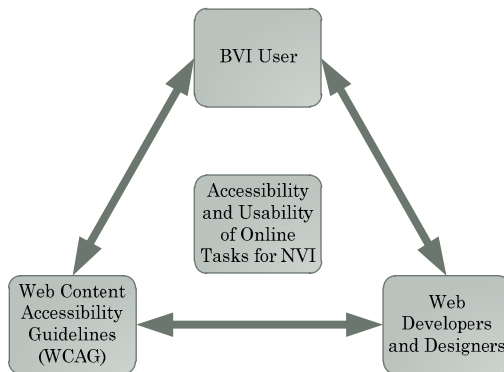 BVI User
Accessibility
and Usability
of Online
Tasks for NVI
Web Content
Accessibility
Guidelines
(WCAG)
Web
Developers
and Designers